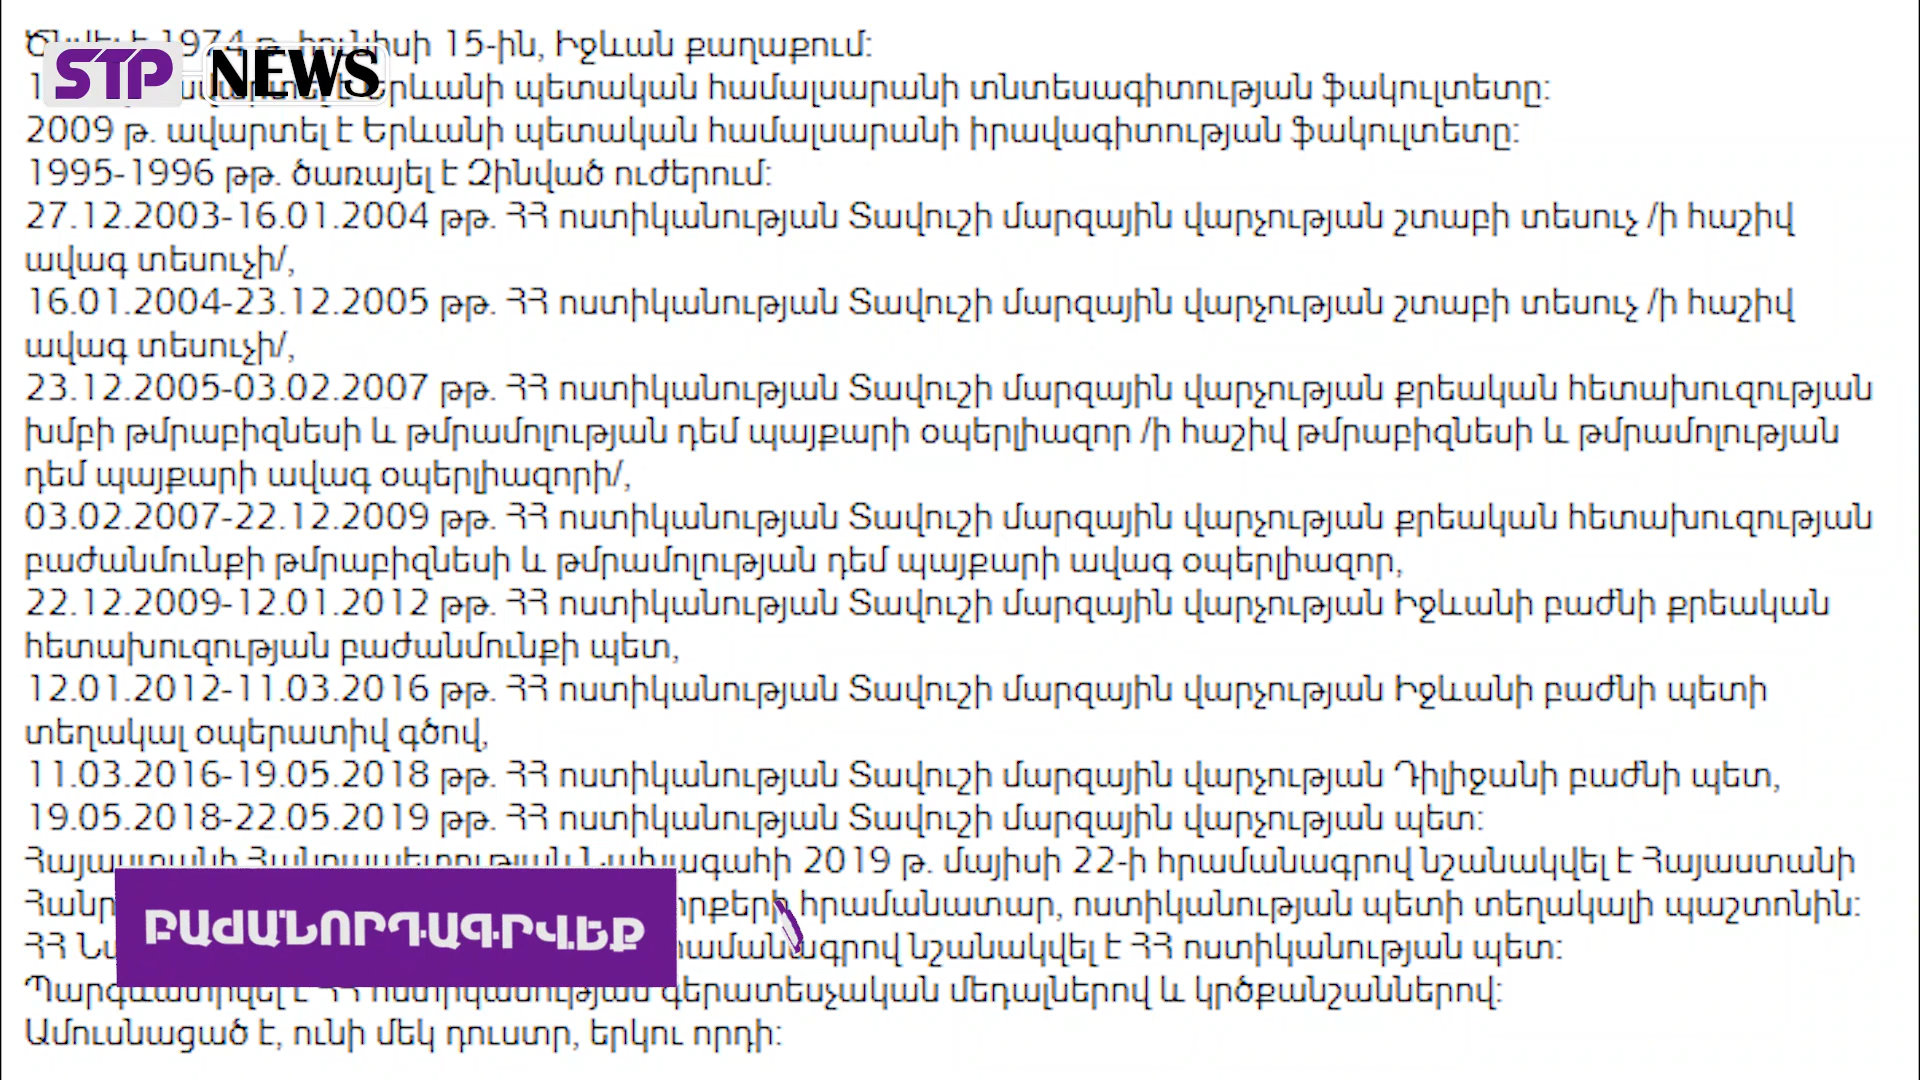 STP NEWS
Ծնվել է 1974 թ. հունիսի 15-ին, Իջևան քաղաքում:
ավարտել է Երևանի պետական համալսարանի տնտեսագիտության ֆակուլտետը:
2009 թ. ավարտել է Երևանի պետական համալսարանի իրավագիտության ֆակուլտետը:
1995-1996 թթ. ծառայել է Զինված ուժերում:
27.12.2003-16.01.2004 թթ. ՀՀ ոստիկանության Տավուշի մարզային վարչության շտաբի տեսուչ /ի հաշիվ
ավագ տեսուչի/,
16.01.2004-23.12.2005 թթ. ՀՀ ոստիկանության Տավուշի մարզային վարչության շտաբի տեսուչ /ի հաշիվ
ավագ տեսուչի/,
23.12.2005-03.02.2007 թթ. ՀՀ ոստիկանության Տավուշի մարզային վարչության քրեական հետախուզության
խմբի թմրաբիզնեսի և թմրամոլության դեմ պայքարի օպերլիազոր /ի հաշիվ թմրաբիզնեսի և թմրամոլության
դեմ պայքարի ավագ օպերլիազորի/,
03.02.2007-22.12.2009 թթ. ՀՀ ոստիկանության Տավուշի մարզային վարչության քրեական հետախուզության
բաժանմունքի թմրաբիզնեսի և թմրամոլության դեմ պայքարի ավագ օպերլիազոր,
22.12.2009-12.01.2012 թթ. ՀՀ ոստիկանության Տավուշի մարզային վարչության Իջևանի բաժնի քրեական
հետախուզության բաժանմունքի պետ,
12.01.2012-11.03.2016 թթ. ՀՀ ոստիկանության Տավուշի մարզային վարչության Իջևանի բաժնի պետի
տեղակալ օպերատիվ գծով,
11.03.2016-19.05.2018 թթ. ՀՀ ոստիկանության Տավուշի մարզային վարչության Դիլիջանի բաժնի պետ,
19.05.2018-22.05.2019 թթ. ՀՀ ոստիկանության Տավուշի մարզային վարչության պետ:
Հայաստանի Հանրապետության Նախագահի 2019 թ. մայիսի 22-ի հրամանագրով նշանակվել է Հայաստանի
հրամանատար, ոստիկանության պետի տեղակալի պաշտոնին:
ՀՀ հրամանագրով նշանակվել է ՀՀ ոստիկանության պետ:
Պարգևատրվել է ՀՀ ոստիկանության գերատեսչական մեդալներով և կրծքանշաններով:
Ամուսնացած է, ունի մեկ դուստր, երկու որդի:
ԲԱԺԱՆՈՐԴԱԳՐՎԵՔ